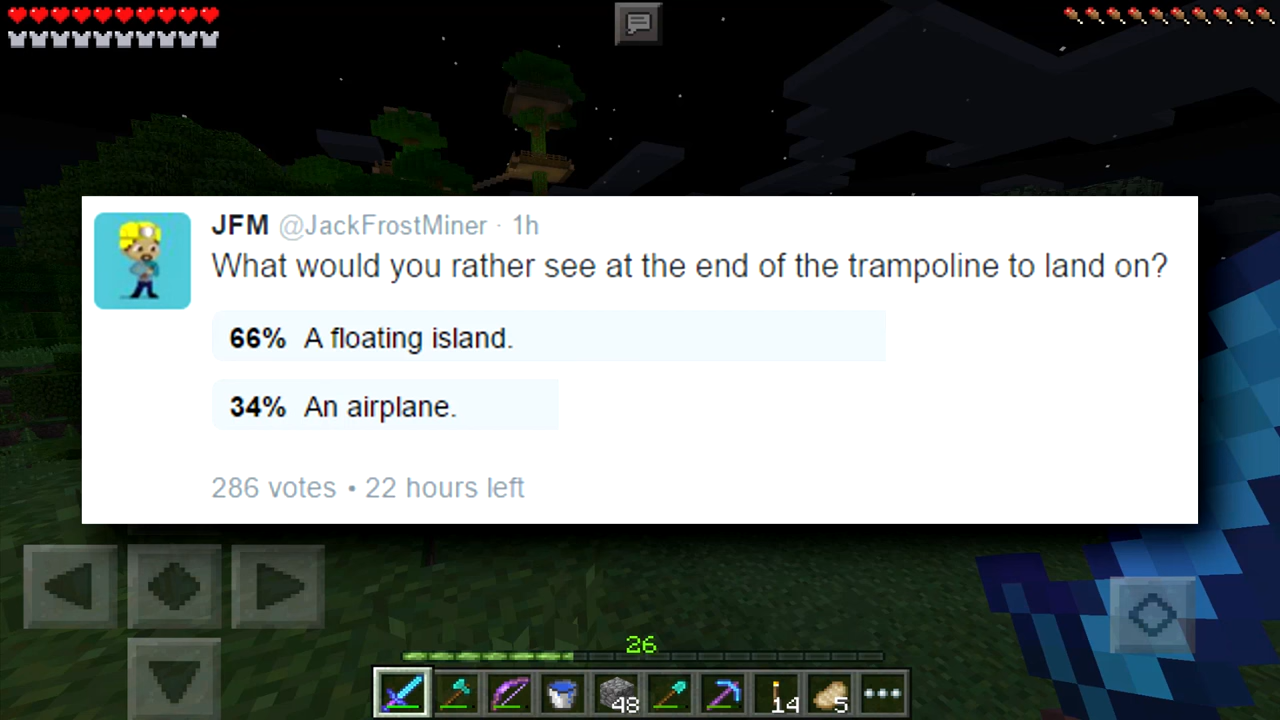 JFM @JackFrostMiner · 1h
What would you rather see at the end of the trampoline to land on?
66% A floating island.
34% An airplane.
286 votes • 22 hours left
26
48
14
5